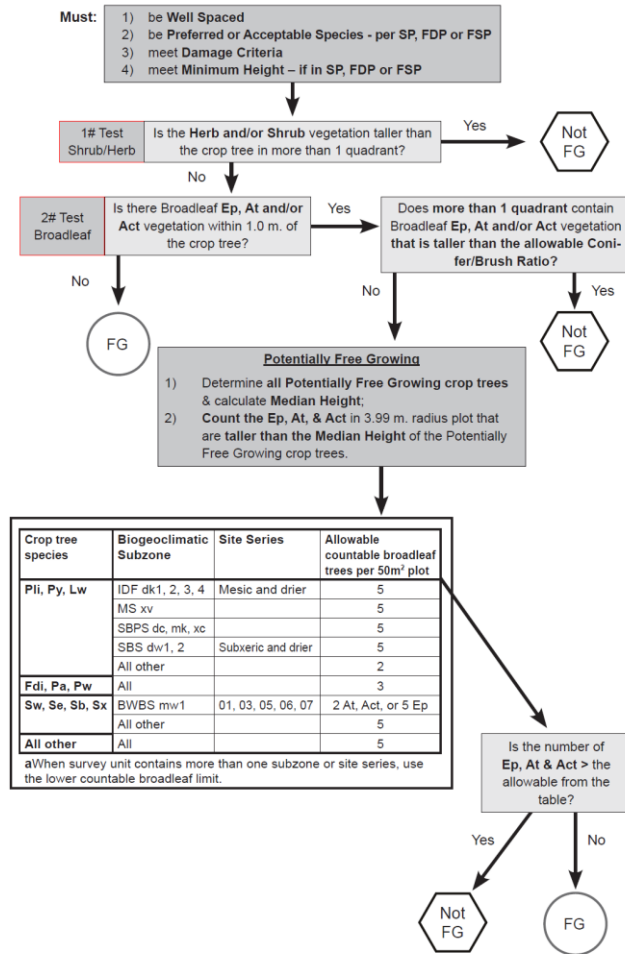 Must:
1) be Well Spaced
2) be Preferred or Acceptable Species - per SP, FDP or FSP
3) meet Damage Criteria
4) meet Minimum Height – if in SP, FDP or FSP
1# Test
Shrub/Herb
Is the Herb and/or Shrub vegetation taller than
the crop tree in more than 1 quadrant?
Yes
Not
FG
No
2# Test
Broadleaf
Is there Broadleaf Ep, At and/or
Act vegetation within 1.0 m. of
the crop tree?
Yes
Does more than 1 quadrant contain
Broadleaf Ep, At and/or Act vegetation
that is taller than the allowable Coni-
fer/Brush Ratio?
No
FG
No
Yes
Not
FG
Potentially Free Growing
1) Determine all Potentially Free Growing crop trees
& calculate Median Height;
2) Count the Ep, At, & Act in 3.99 m. radius plot that
are taller than the Median Height of the Potentially
Free Growing crop trees.
Crop tree
species
Biogeoclimatic
Subzone
Site Series
Allowable
countable broadleaf
trees per 50m² plot
Pli, Py, Lw
IDF dk1, 2, 3, 4 Mesic and drier 5
MS xv 5
SBPS dc, mk, xc 5
SBS dw1, 2 Subxeric and drier 5
All other 2
Fdi, Pa, Pw All 3
Sw, Se, Sb, Sx BWBS mw1 01, 03, 05, 06, 07 2 At, Act, or 5 Ep
All other 5
All other All 5
aWhen survey unit contains more than one subzone or site series, use
the lower countable broadleaf limit.
Is the number of
Ep, At & Act > the
allowable from the
table?
Yes
No
Not
FG
FG